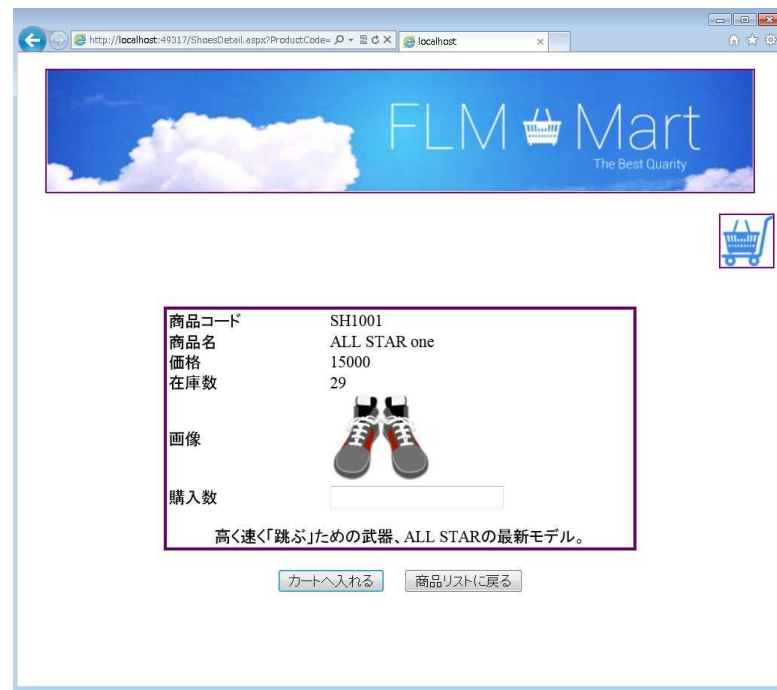 http://localhost:49317/ShoesDetail.aspx?ProductCode=
localhost
FLM Mart
The Best Quarity
商品コード SH1001
商品名 ALL STAR one
価格 15000
在庫数 29
画像
購入数
高く速く「跳ぶ」ための武器、ALL STARの最新モデル。
カートへ入れる 商品リストに戻る